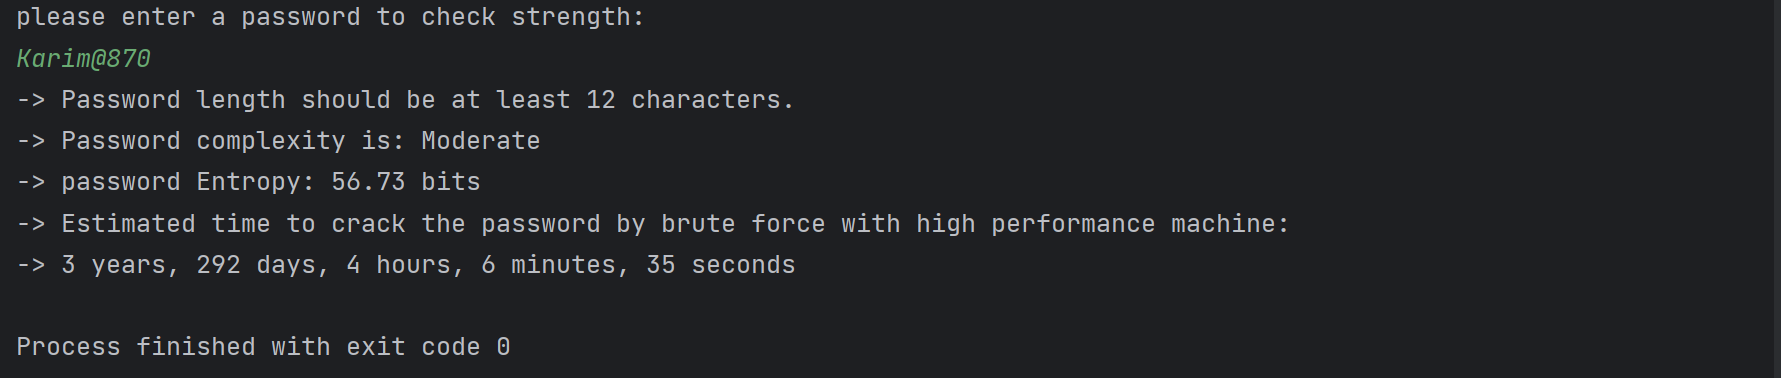 please enter a password to check strength:
Karim@870
-> Password length should be at least 12 characters.
-> Password complexity is: Moderate
-> password Entropy: 56.73 bits
-> Estimated time to crack the password by brute force with high performance machine:
-> 3 years, 292 days, 4 hours, 6 minutes, 35 seconds
Process finished with exit code 0